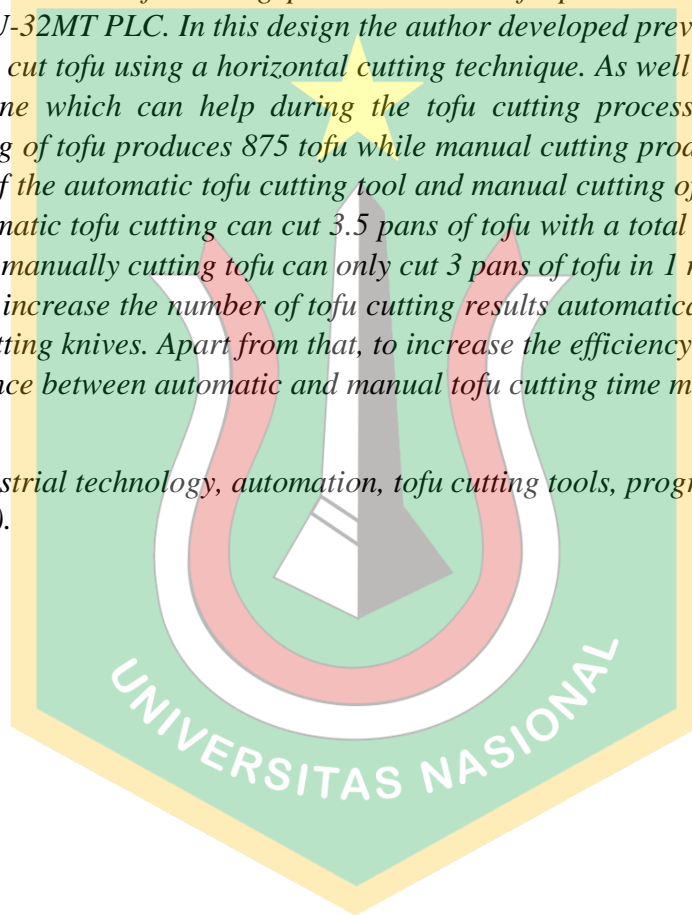 U-32MT PLC. In this design the author developed prev
cut tofu using a horizontal cutting technique. As well
ne which can help during the tofu cutting process
g of tofu produces 875 tofu while manual cutting prod
f the automatic tofu cutting tool and manual cutting of
matic tofu cutting can cut 3.5 pans of tofu with a total
manually cutting tofu can only cut 3 pans of tofu in 1 
increase the number of tofu cutting results automatica
tting knives. Apart from that, to increase the efficiency
nce between automatic and manual tofu cutting time m
strial technology, automation, tofu cutting tools, progr
).
UNIVERSITAS NASIONAL